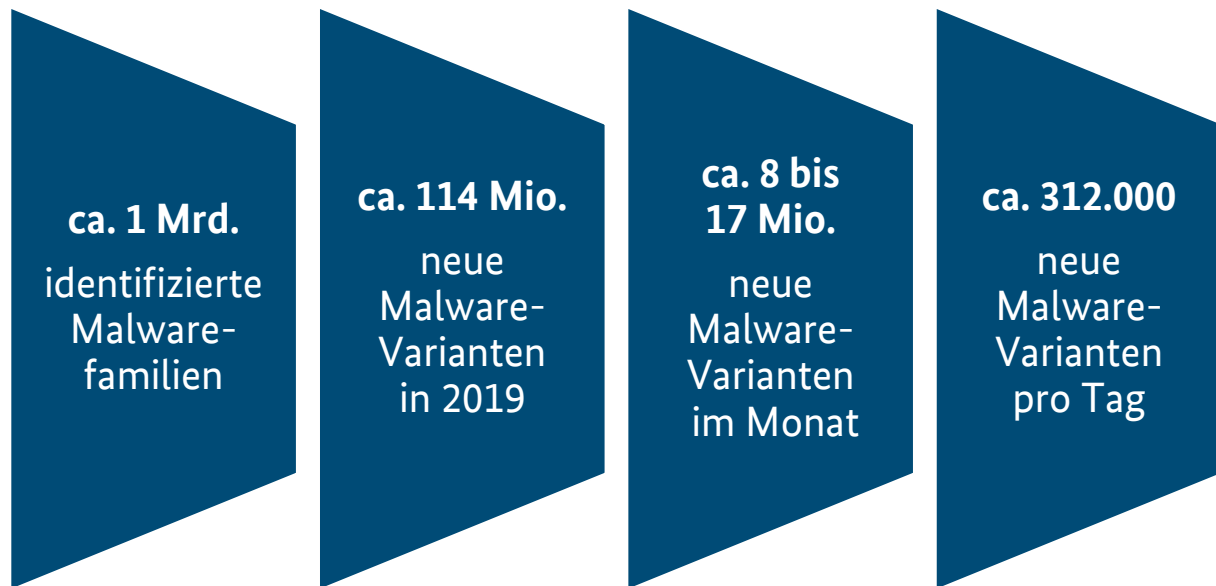 ca. 1 Mrd.
identifizierte
Malware-
familien
ca. 114 Mio.
neue
Malware-
Varianten
in 2019
ca. 8 bis
17 Mio.
neue
Malware-
Varianten
im Monat
ca. 312.000
neue
Malware-
Varianten
pro Tag